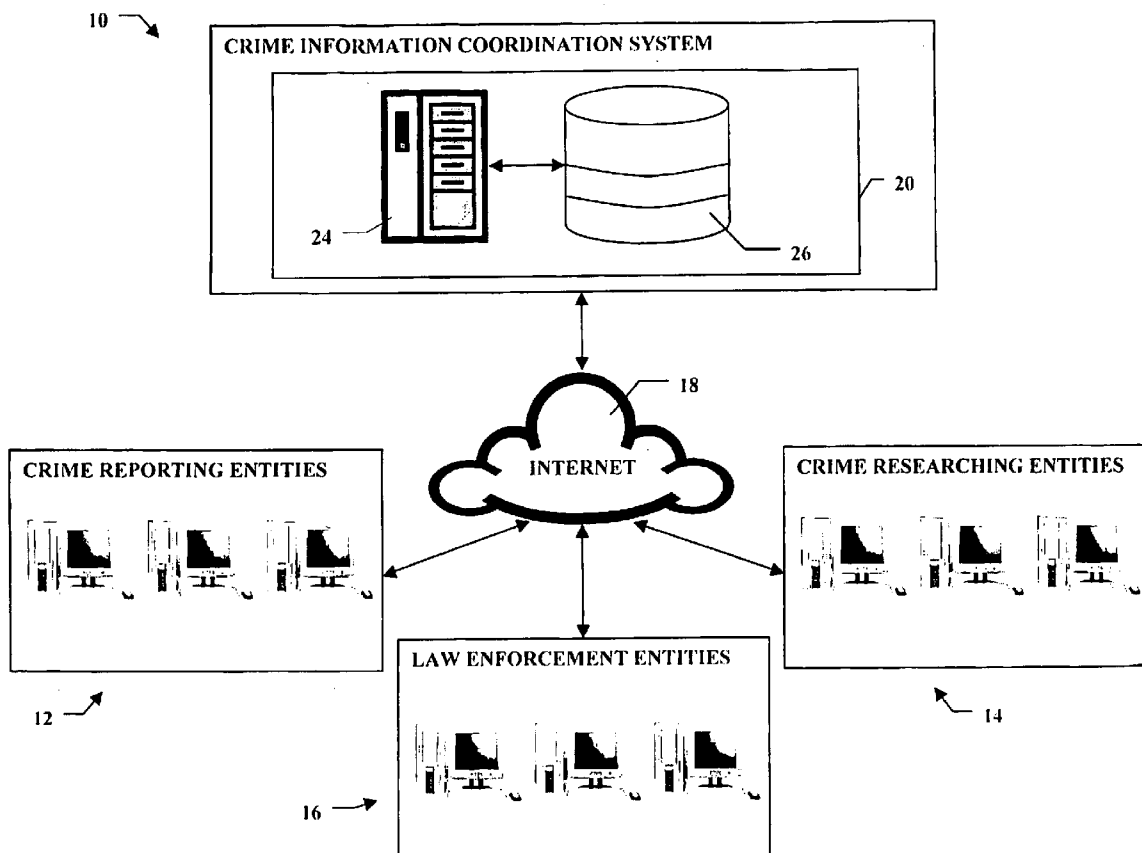 10
CRIME INFORMATION COORDINATION SYSTEM
20
24
26
18
INTERNET
CRIME REPORTING ENTITIES
CRIME RESEARCHING ENTITIES
LAW ENFORCEMENT ENTITIES
12
14
16